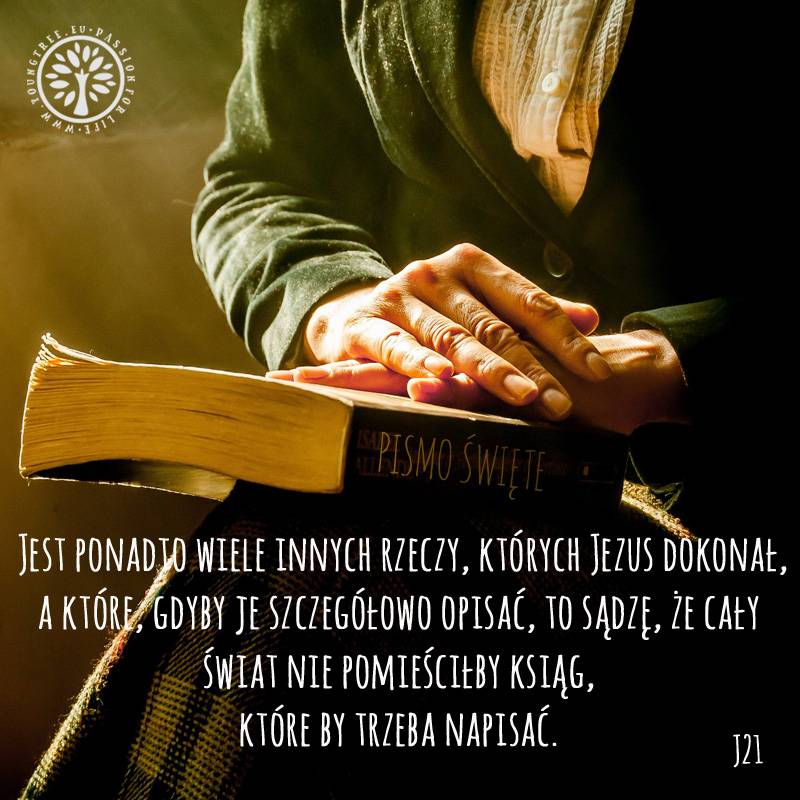 WWW.YOUNGTREE.EU • PASSION FOR LIFE •
PISMO ŚWIĘTE
Jest ponadto wiele innych rzeczy, których Jezus dokonał,
a które, gdyby je szczegółowo opisać, to sądzę, że cały
świat nie pomieściłby ksiąg,
które by trzeba napisać.
J21